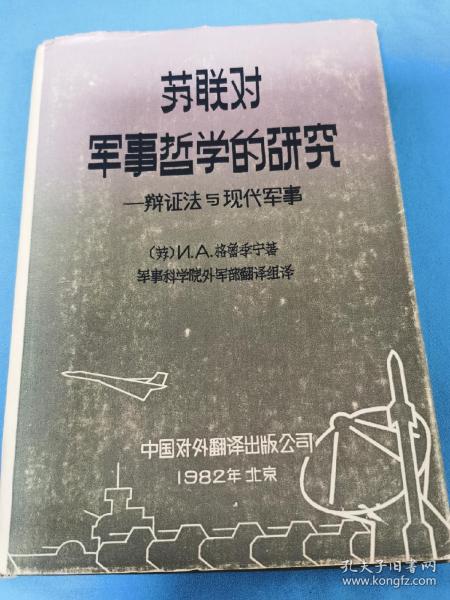 苏联对
军事哲学的研究
—辩证法与现代军事
(苏)И.А.格鲁季宁著
军事科学院外军部翻译组译
中国对外翻译出版公司
1982年 北京
孔夫子旧书网
www.kongfz.com